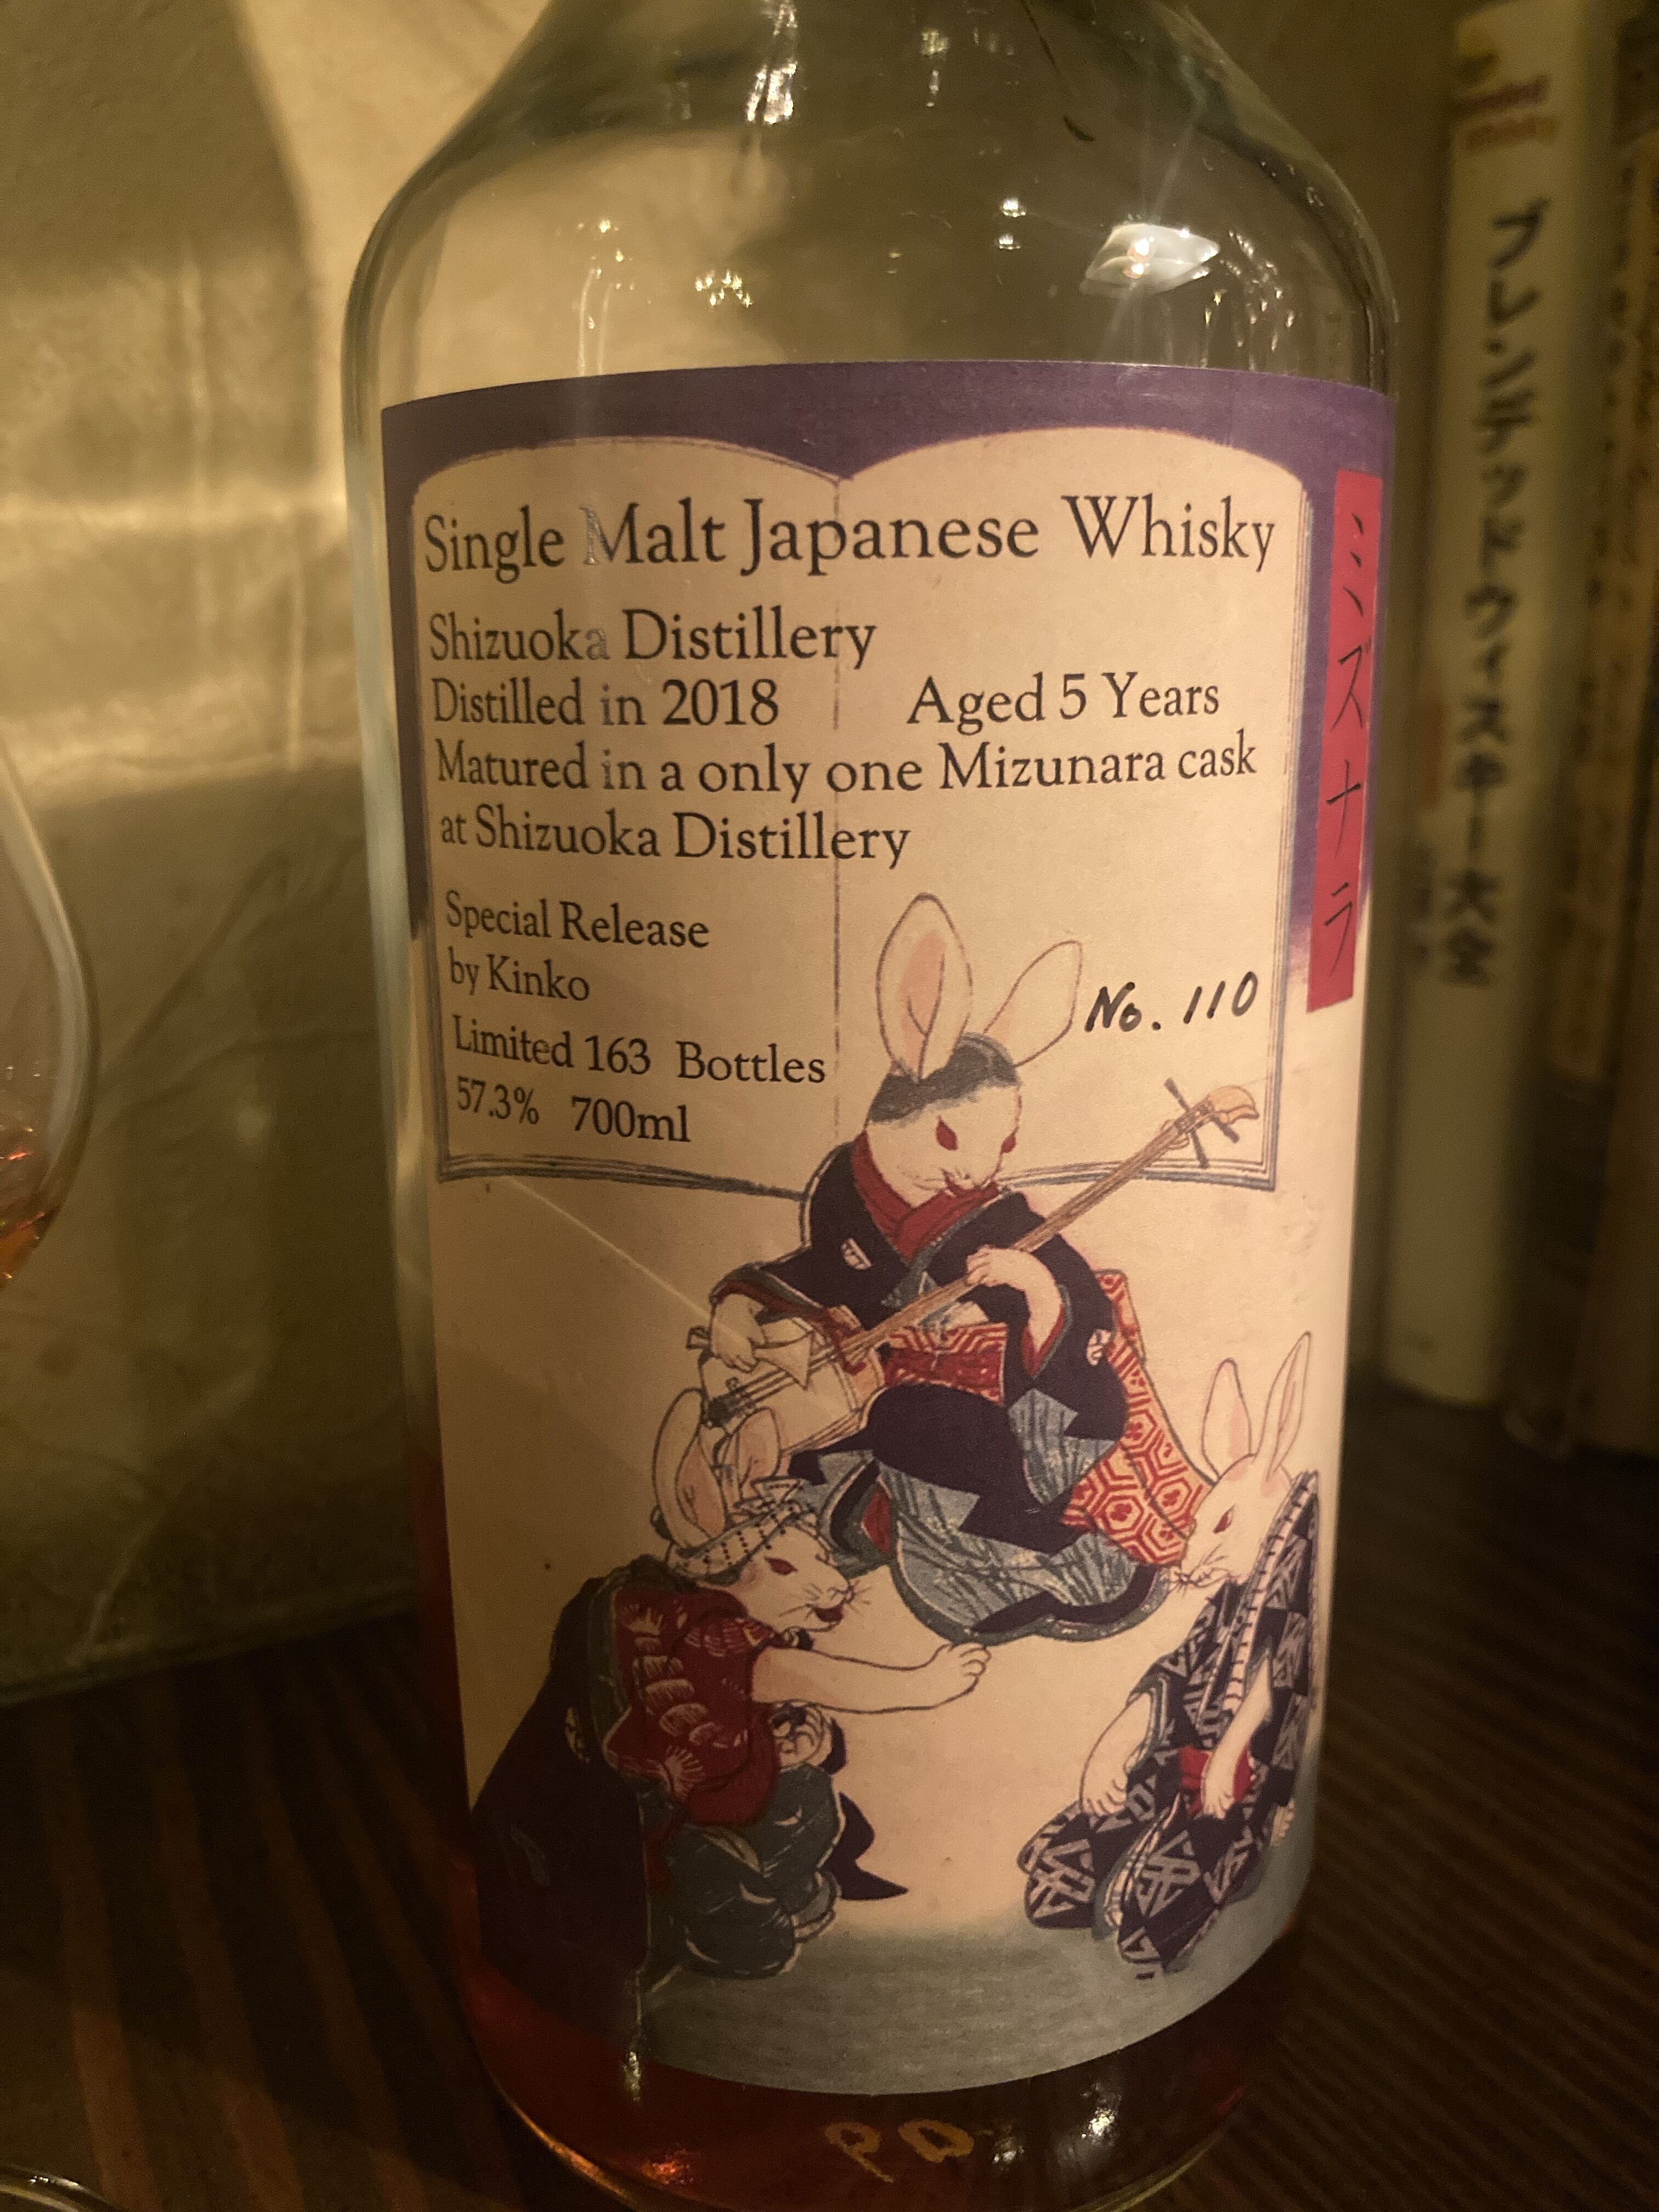 Single Malt Japanese Whisky
Shizuoka Distillery
Distilled in 2018 Aged 5 Years
Matured in a only one Mizunara cask
at Shizuoka Distillery
Special Release
by Kinko
Limited 163 Bottles
57.3% 700ml
No. 110
ミズナラ
ブレンデッドウィスキー大全